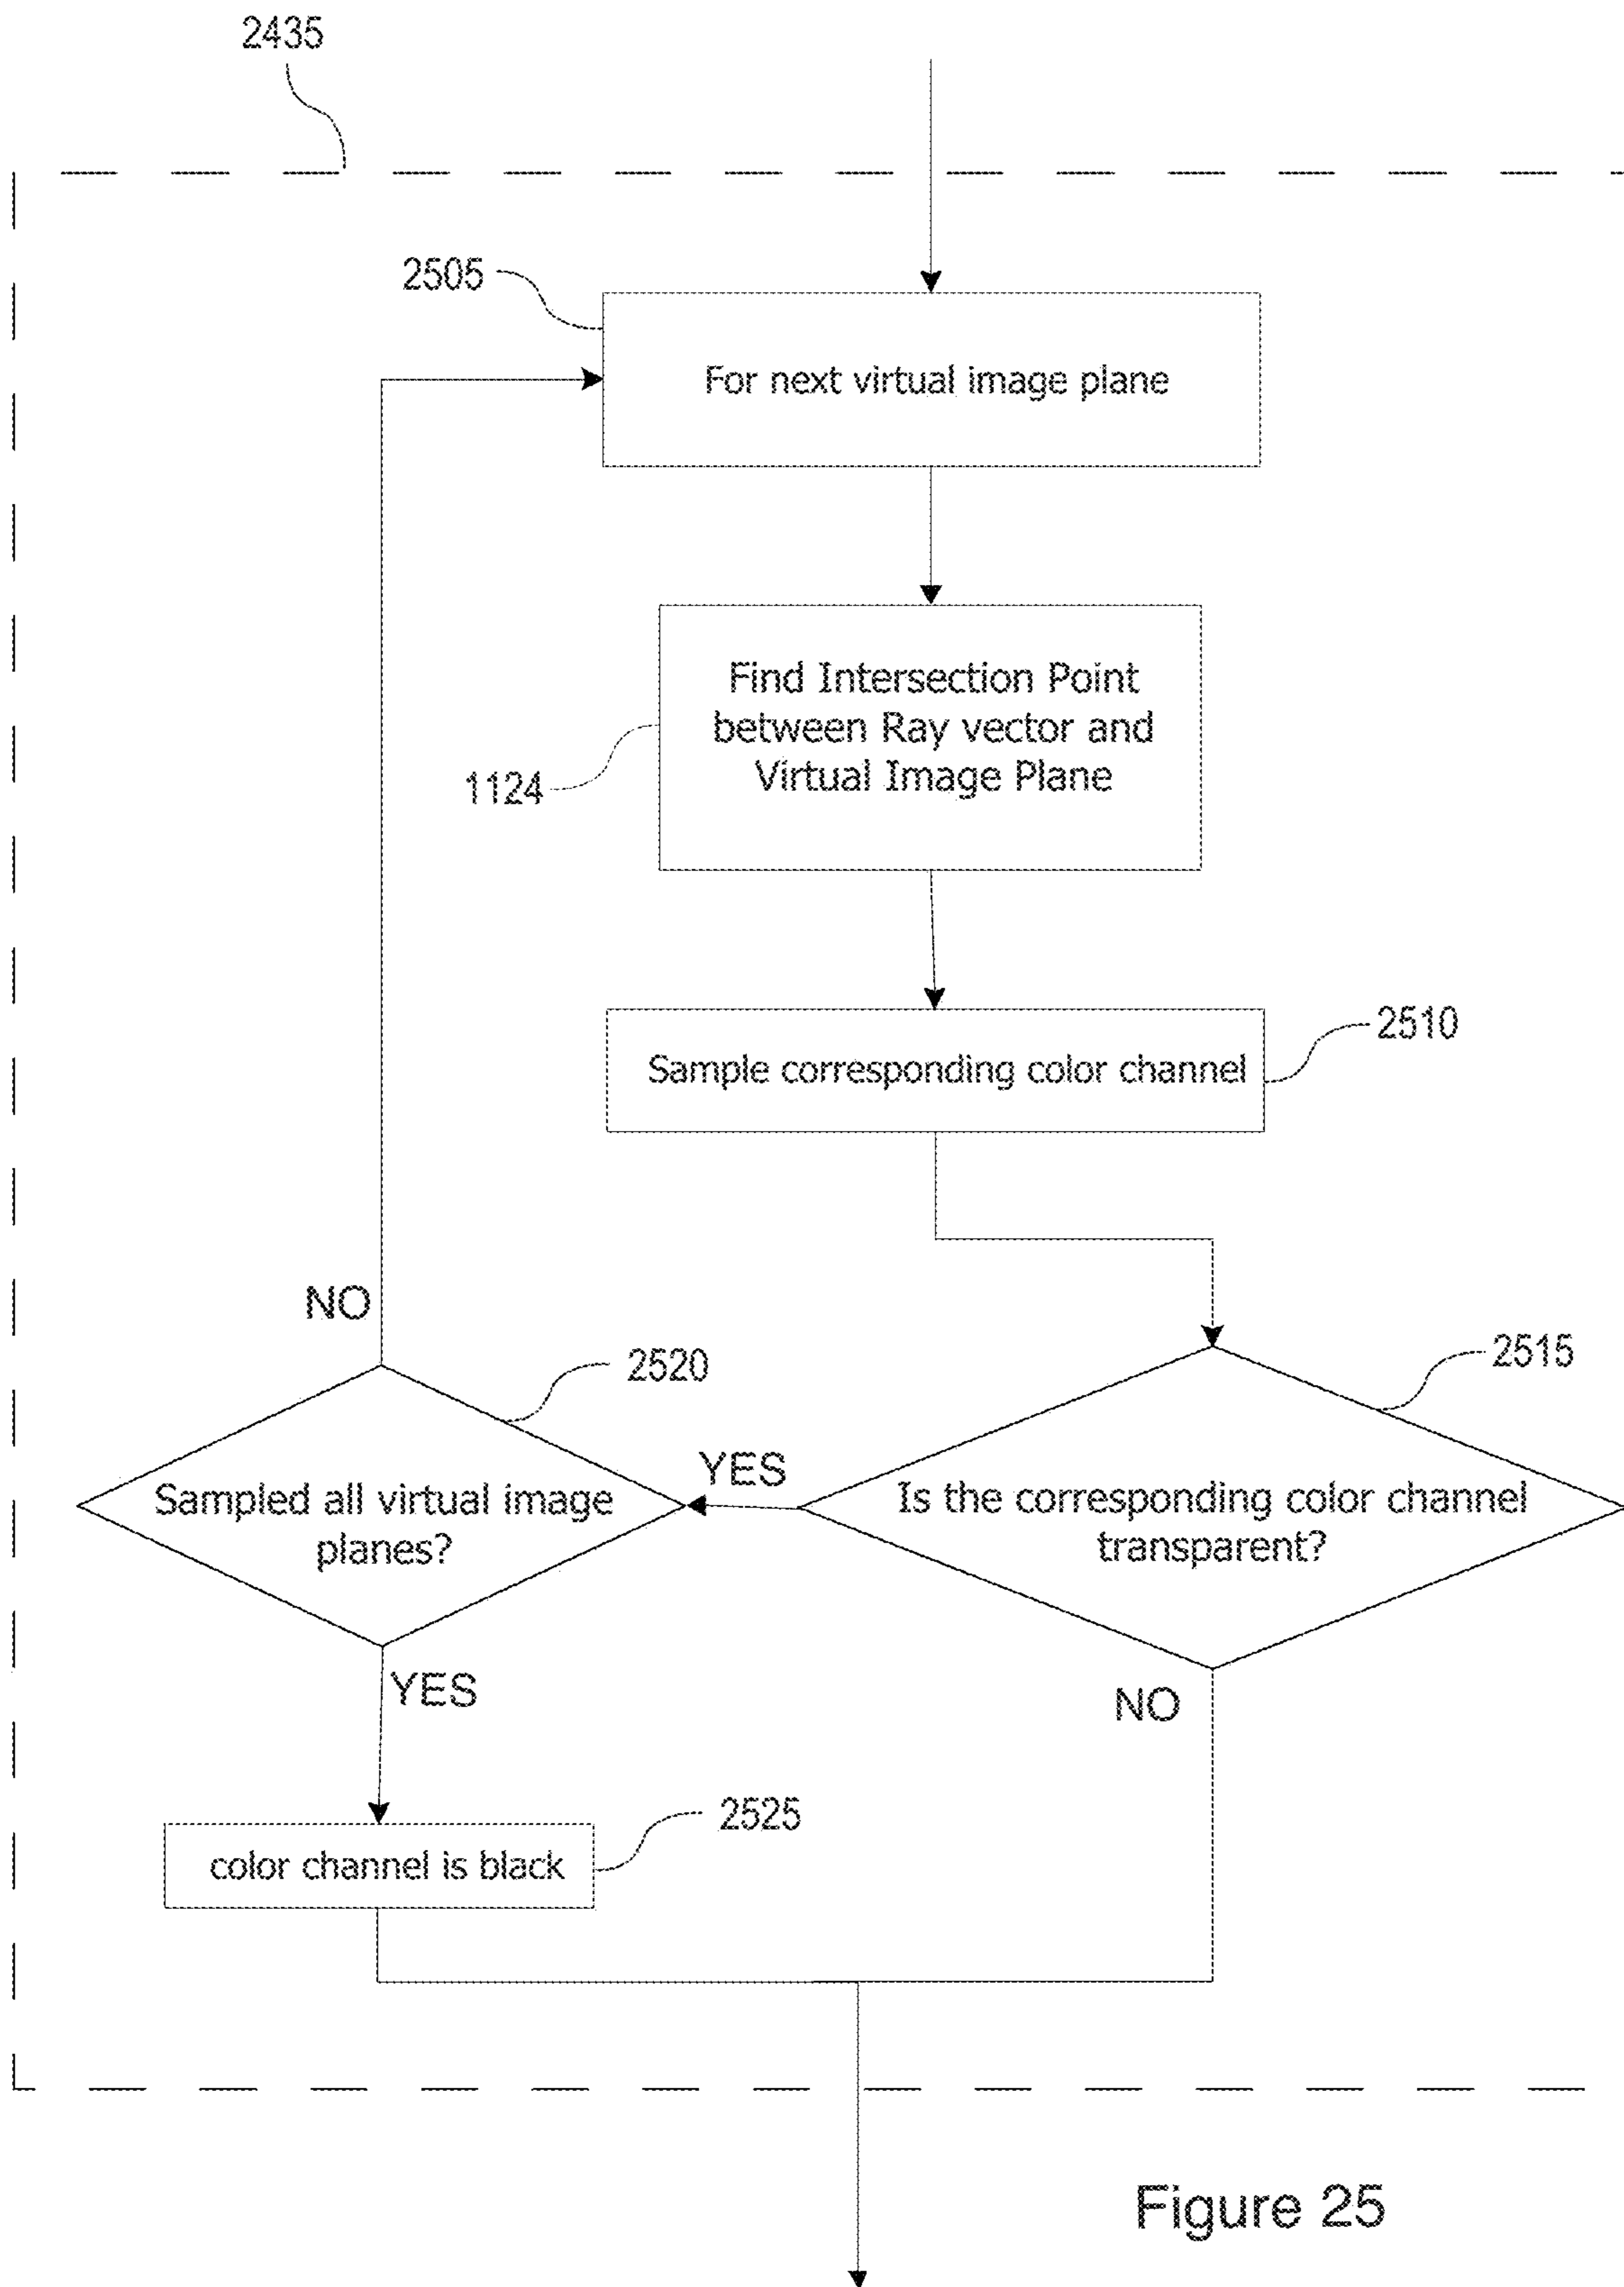 2435
2505
For next virtual image plane
Find Intersection Point
between Ray vector and
Virtual Image Plane
1124
2510
Sample corresponding color channel
NO
2520
2515
YES
Sampled all virtual image
planes?
Is the corresponding color channel
transparent?
YES
NO
2525
color channel is black
Figure 25